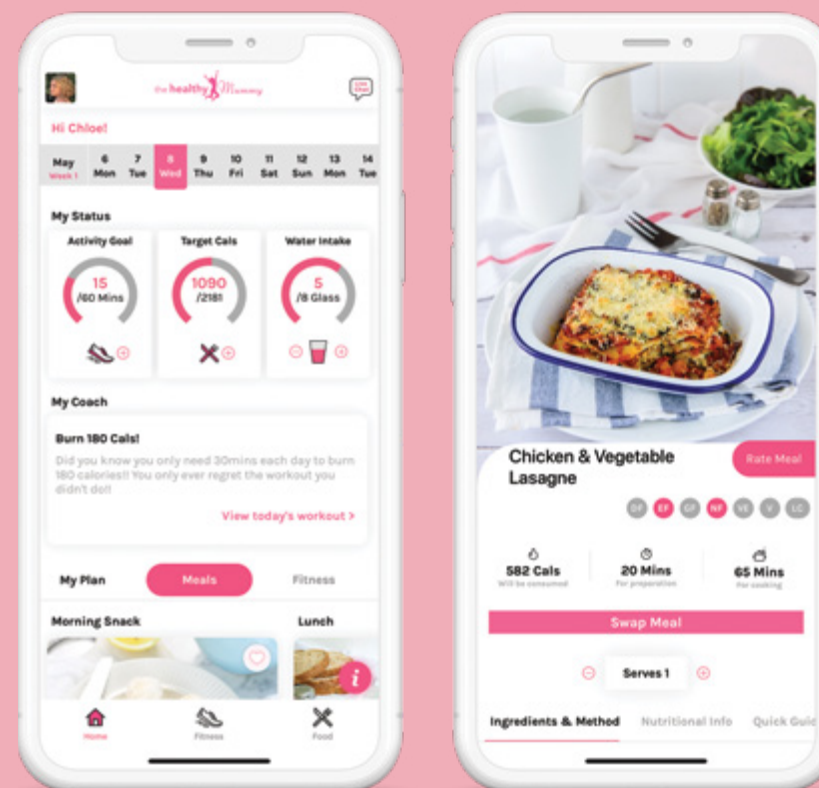 the healthy Mummy
Live Chat
Hi Chloe!
May
Week 1
6 Mon
7 Tue
8 Wed
9 Thu
10 Fri
11 Sat
12 Sun
13 Mon
14 Tue
My Status
Activity Goal
15
/60 Mins
Target Cals
1090
/2181
Water Intake
5
/8 Glass
My Coach
Burn 180 Cals!
Did you know you only need 30mins each day to burn
180 calories!! You only ever regret the workout you
didn't do!!
View today's workout >
My Plan
Meals
Fitness
Morning Snack
Lunch
i
Home
Fitness
Food
Chicken & Vegetable
Lasagne
Rate Meal
DF EF GF NF VE V LC
582 Cals
Will be consumed
20 Mins
For preparation
65 Mins
For cooking
Swap Meal
Serves 1
Ingredients & Method
Nutritional Info
Quick Guid